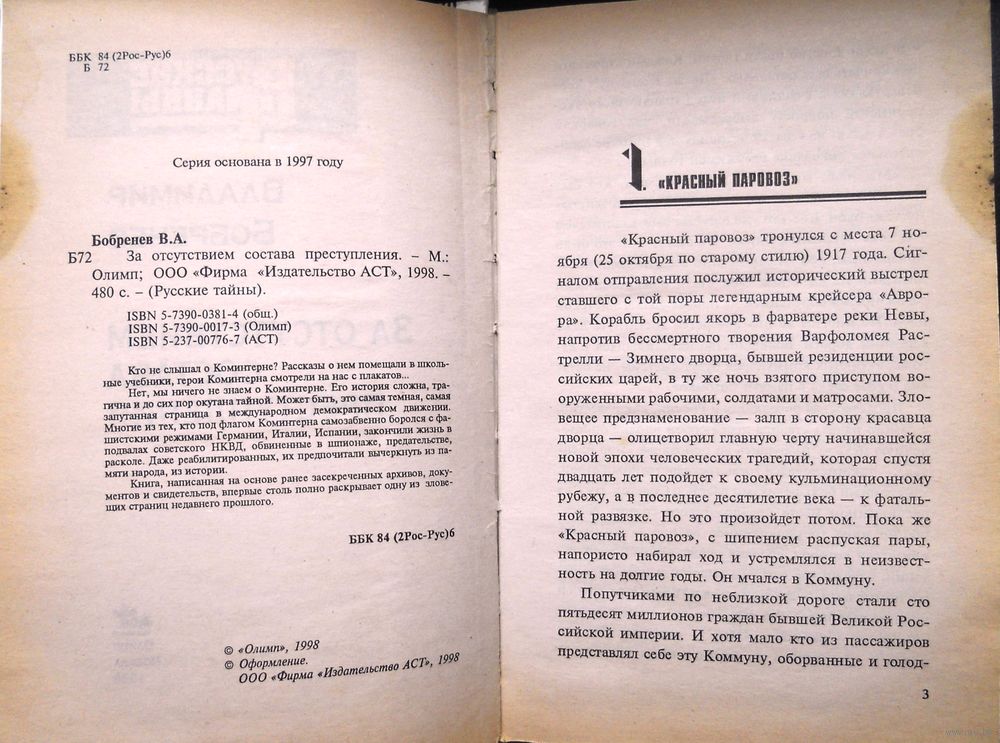 ББК 84 (2Рос-Рус)6
Б 72
Серия основана в 1997 году
Бобренев В.А.
Б72 За отсутствием состава преступления. – М.:
Олимп; ООО «Фирма «Издательство АСТ», 1998. –
480 с. – (Русские тайны).
ISBN 5-7390-0381-4 (общ.)
ISBN 5-7390-0017-3 (Олимп)
ISBN 5-237-00776-7 (АСТ)
Кто не слышал о Коминтерне? Рассказы о нем помещали в школь-
ные учебники, герои Коминтерна смотрели на нас с плакатов...
Нет, мы ничего не знаем о Коминтерне. Его история сложна, тра-
гична и до сих пор окутана тайной. Может быть, это самая темная, самая
запутанная страница в международном демократическом движении.
Многие из тех, кто под флагом Коминтерна самозабвенно боролся с фа-
шистскими режимами Германии, Италии, Испании, закончили жизнь в
подвалах советского НКВД, обвиненные в шпионаже, предательстве,
расколе. Даже реабилитированных, их предпочитали вычеркнуть из па-
мяти народа, из истории.
Книга, написанная на основе ранее засекреченных архивов, доку-
ментов и свидетельств, впервые столь полно раскрывает одну из злове-
щих страниц недавнего прошлого.
ББК 84 (2Рос-Рус)6
© «Олимп», 1998
© Оформление.
ООО «Фирма «Издательство АСТ», 1998
1. «КРАСНЫЙ ПАРОВОЗ»
«Красный паровоз» тронулся с места 7 но-
ября (25 октября по старому стилю) 1917 года. Сиг-
налом отправления послужил исторический выстрел
ставшего с той поры легендарным крейсера «Авро-
ра». Корабль бросил якорь в фарватере реки Невы,
напротив бессмертного творения Варфоломея Рас-
трелли — Зимнего дворца, бывшей резиденции рос-
сийских царей, в ту же ночь взятого приступом во-
оруженными рабочими, солдатами и матросами. Зло-
вещее предзнаменование — залп в сторону красавца
дворца — олицетворил главную черту начинавшейся
новой эпохи человеческих трагедий, которая спустя
двадцать лет подойдет к своему кульминационному
рубежу, а в последнее десятилетие века — к фаталь-
ной развязке. Но это произойдет потом. Пока же
«Красный паровоз», с шипением распуская пары,
напористо набирал ход и устремлялся в неизвест-
ность на долгие годы. Он мчался в Коммуну.
Попутчиками по неблизкой дороге стали сто
пятьдесят миллионов граждан бывшей Великой Рос-
сийской империи. И хотя мало кто из пассажиров
представлял себе эту Коммуну, оборванные и голод-
3